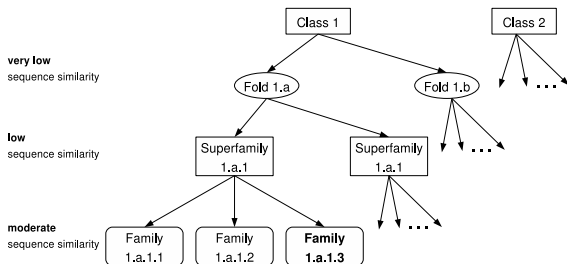 Class 1
Class 2
very low
sequence similarity
Fold 1.a
Fold 1.b
low
sequence similarity
Superfamily
1.a.1
Superfamily
1.a.1
moderate
sequence similarity
Family
1.a.1.1
Family
1.a.1.2
Family
1.a.1.3